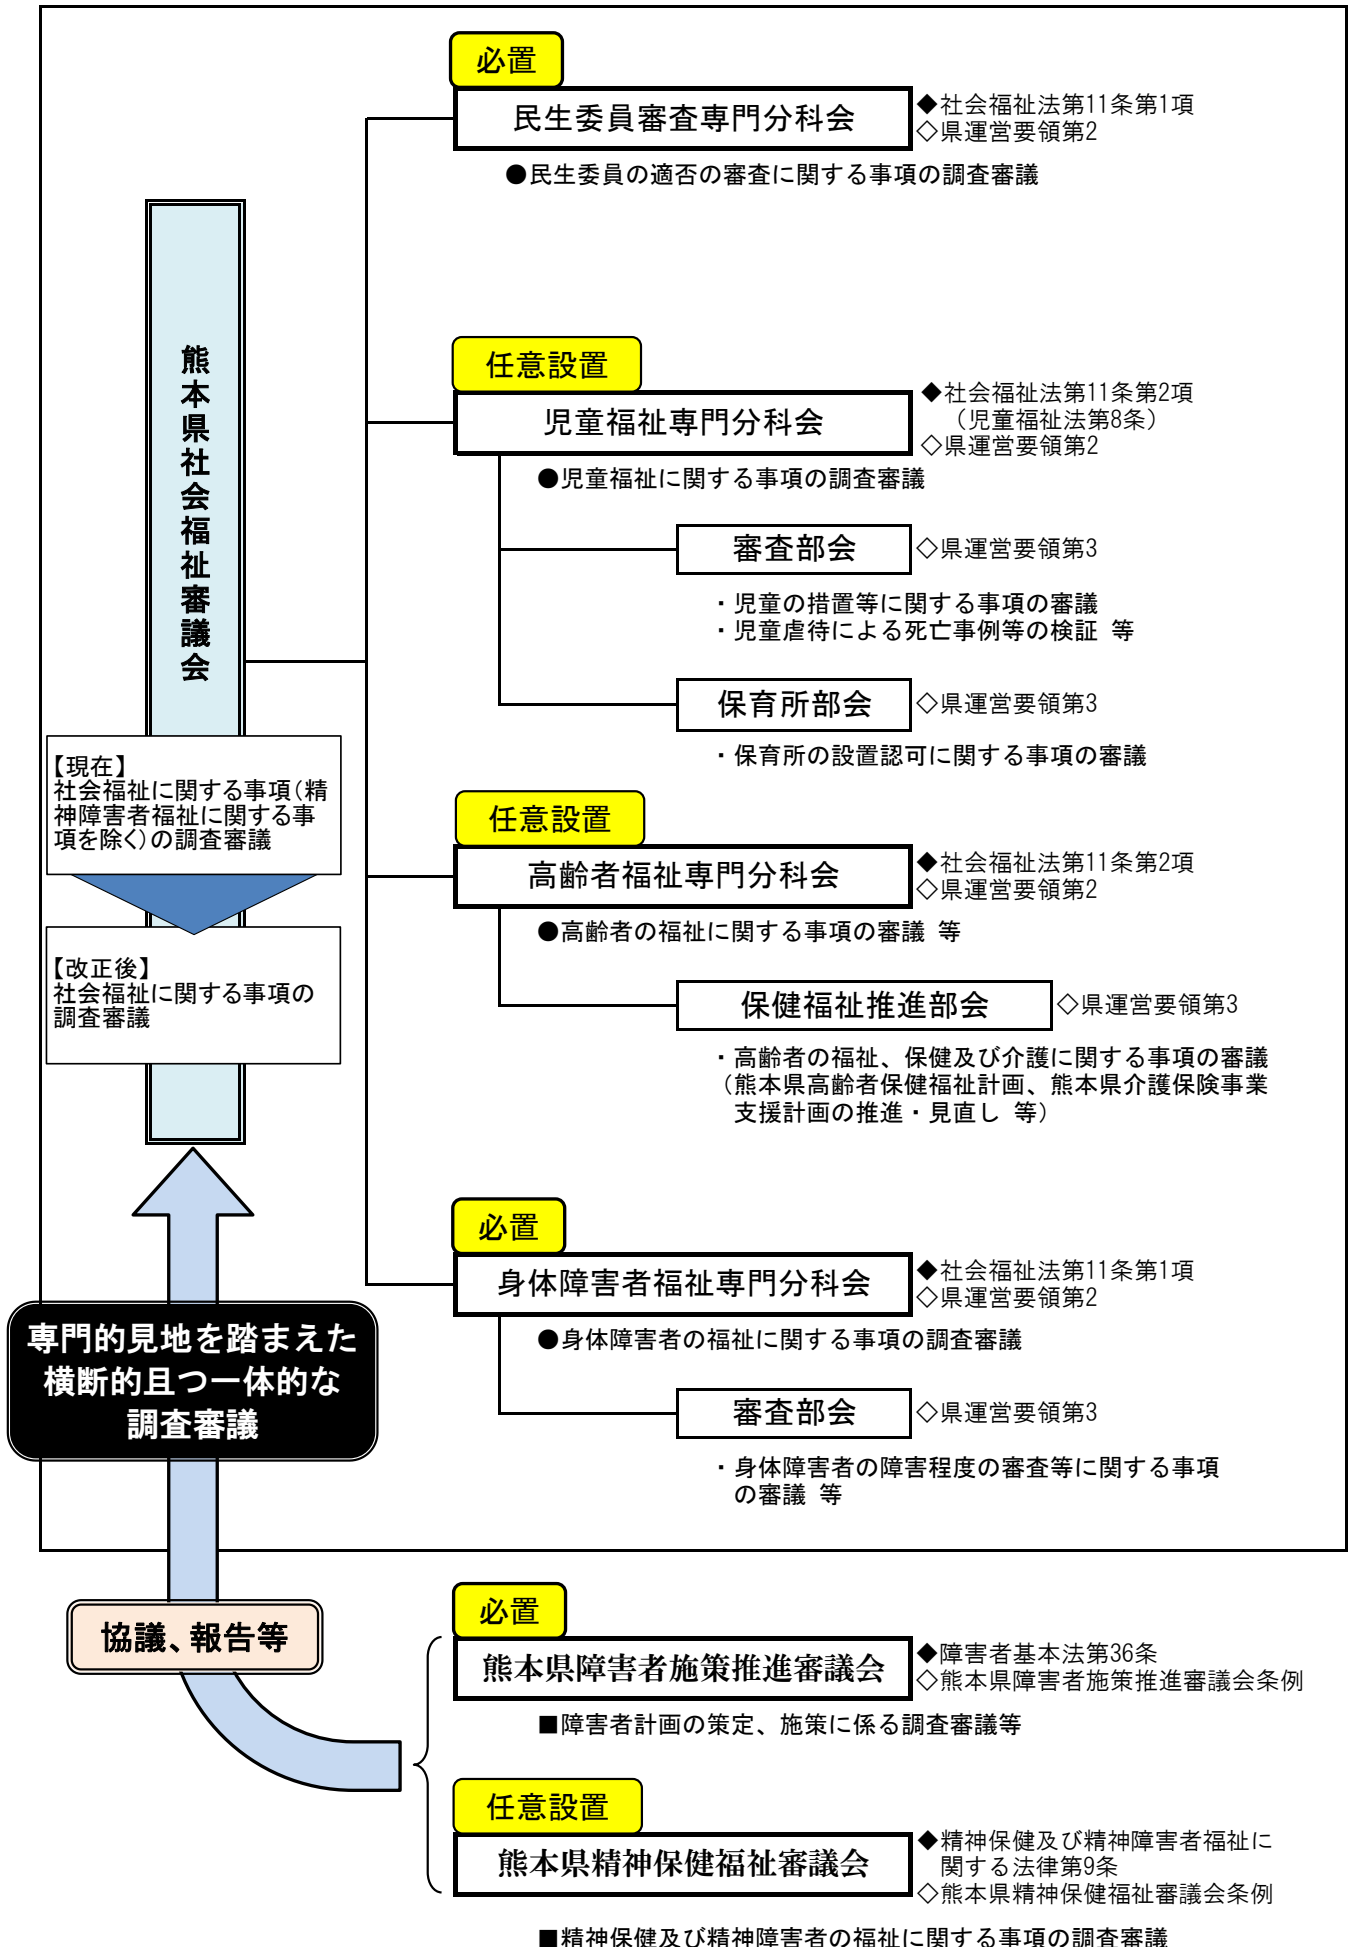 必置
民生委員審査専門分科会
◆社会福祉法第11条第1項
◇県運営要領第2
●民生委員の適否の審査に関する事項の調査審議
熊本県社会福祉審議会
任意設置
児童福祉専門分科会
◆社会福祉法第11条第2項
（児童福祉法第8条）
◇県運営要領第2
●児童福祉に関する事項の調査審議
審査部会
◇県運営要領第3
・児童の措置等に関する事項の審議
・児童虐待による死亡事例等の検証 等
保育所部会
◇県運営要領第3
・保育所の設置認可に関する事項の審議
【現在】
社会福祉に関する事項（精
神障害者福祉に関する事
項を除く）の調査審議
任意設置
高齢者福祉専門分科会
◆社会福祉法第11条第2項
◇県運営要領第2
●高齢者の福祉に関する事項の審議 等
【改正後】
社会福祉に関する事項の
調査審議
保健福祉推進部会
◇県運営要領第3
・高齢者の福祉、保健及び介護に関する事項の審議
（熊本県高齢者保健福祉計画、熊本県介護保険事業
支援計画の推進・見直し 等）
必置
身体障害者福祉専門分科会
◆社会福祉法第11条第1項
◇県運営要領第2
●身体障害者の福祉に関する事項の調査審議
専門的見地を踏まえた
横断的且つ一体的な
調査審議
審査部会
◇県運営要領第3
・身体障害者の障害程度の審査等に関する事項
の審議 等
協議、報告等
必置
熊本県障害者施策推進審議会
◆障害者基本法第36条
◇熊本県障害者施策推進審議会条例
■障害者計画の策定、施策に係る調査審議等
任意設置
熊本県精神保健福祉審議会
◆精神保健及び精神障害者福祉に
関する法律第9条
◇熊本県精神保健福祉審議会条例
■精神保健及び精神障害者の福祉に関する事項の調査審議